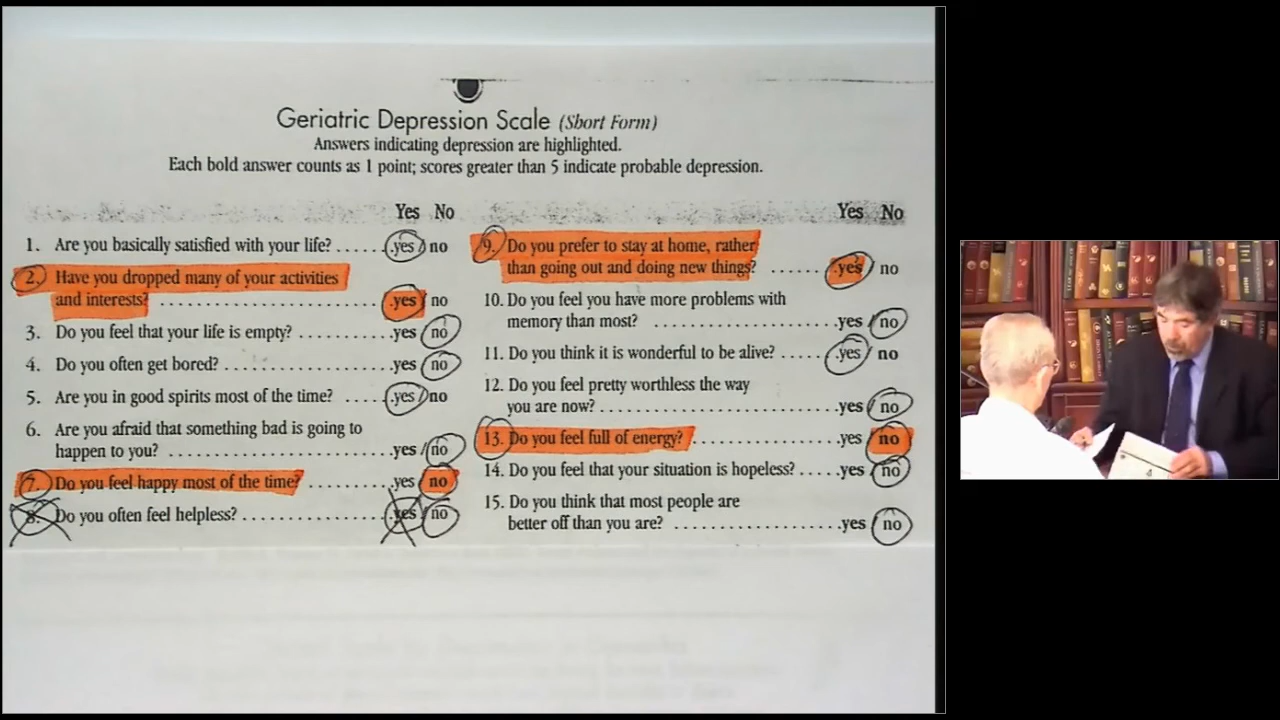 Geriatric Depression Scale (Short Form)
Answers indicating depression are highlighted.
Each bold answer counts as 1 point; scores greater than 5 indicate probable depression.
Yes No
1. Are you basically satisfied with your life? ..... .yes / no
2. Have you dropped many of your activities
and interests? .............................. .yes / no
3. Do you feel that your life is empty? ......... .yes / no
4. Do you often get bored? .................... .yes / no
5. Are you in good spirits most of the time? .... .yes / no
6. Are you afraid that something bad is going to
happen to you? ............................ .yes / no
7. Do you feel happy most of the time? ........ .yes / no
8. Do you often feel helpless? .................. .yes / no
Yes No
9. Do you prefer to stay at home, rather
than going out and doing new things? ...... .yes / no
10. Do you feel you have more problems with
memory than most? ...................... .yes / no
11. Do you think it is wonderful to be alive? ..... .yes / no
12. Do you feel pretty worthless the way
you are now? ............................. .yes / no
13. Do you feel full of energy? .................. .yes / no
14. Do you feel that your situation is hopeless? ..... .yes / no
15. Do you think that most people are
better off than you are? .................... .yes / no